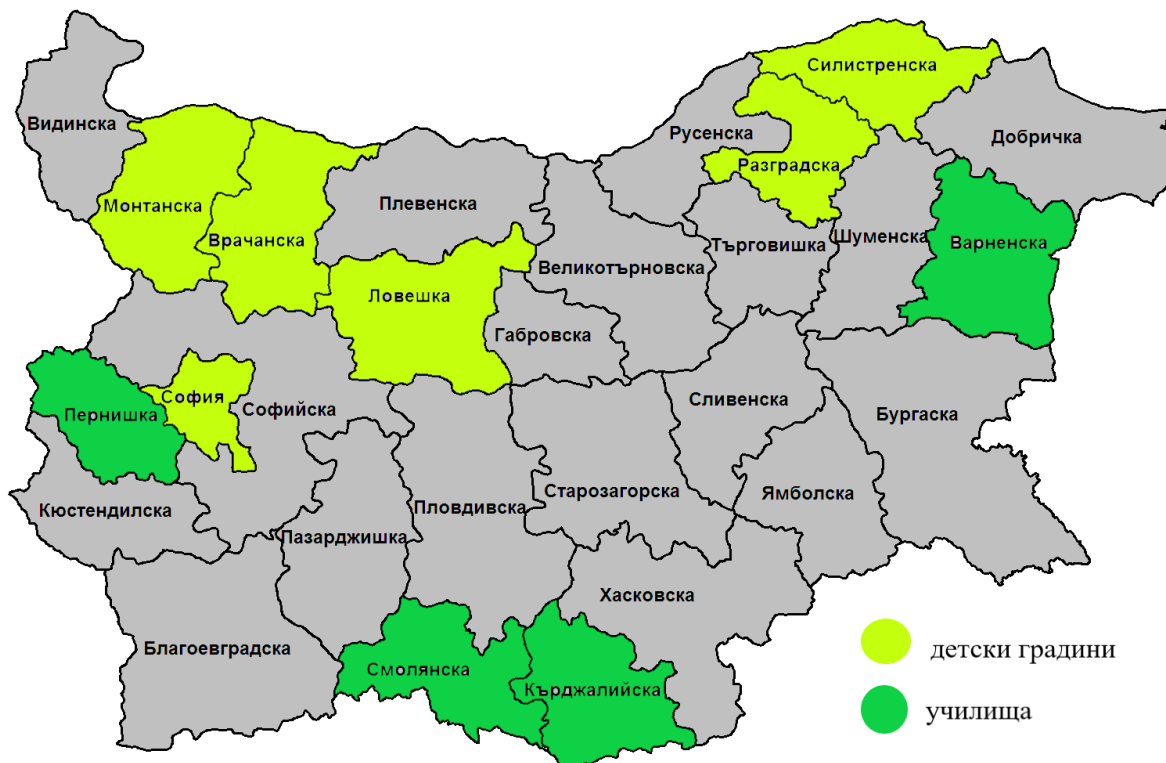 Силистренска
Видинска
Русенска
Добричка
Разградска
Монтанска
Плевенска
Врачанска
Търговишка
Шуменска
Варненска
Великотърновска
Ловешка
Габровска
София
Пернишка
Софийска
Сливенска
Бургаска
Старозагорска
Ямболска
Кюстендилска
Пловдивска
Пазарджишка
Хасковска
Благоевградска
Смолянска
Кърджалийска
детски градини
училища